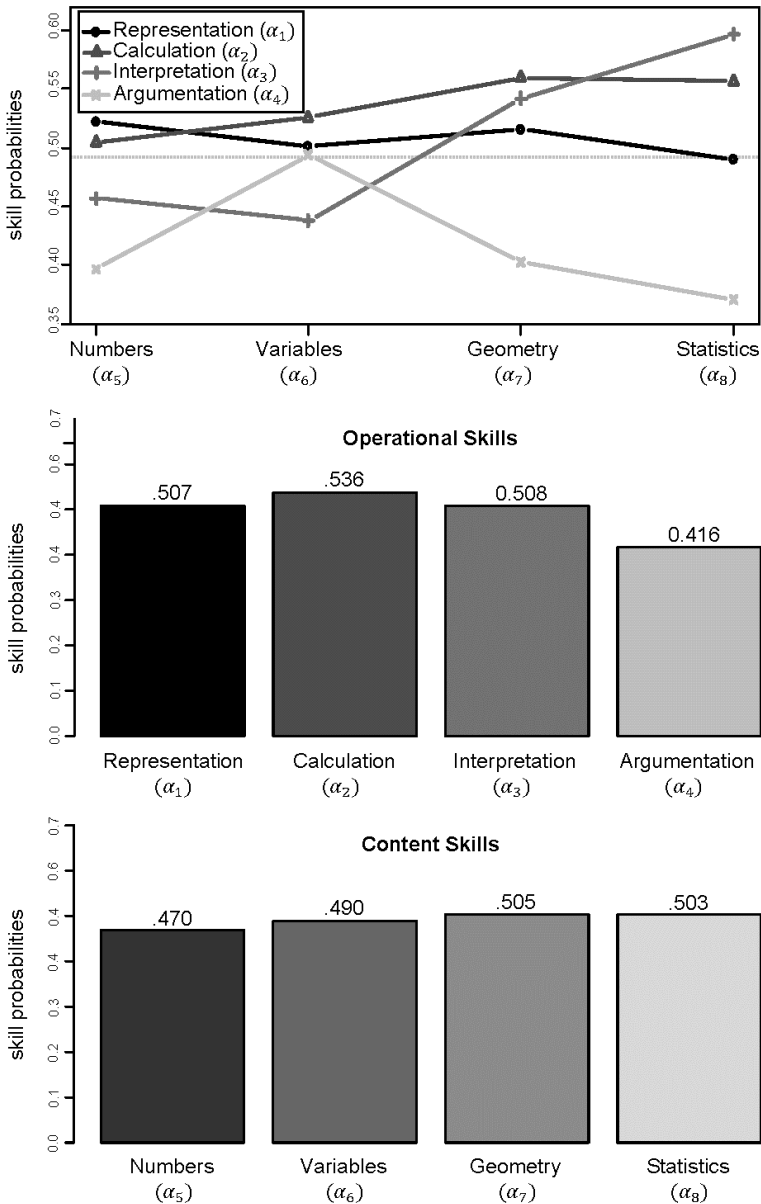 Representation (α₁)
Calculation (α₂)
Interpretation (α₃)
Argumentation (α₄)
skill probabilities
0.60
0.55
0.50
0.45
0.40
0.35
Numbers Variables Geometry Statistics
(α₅) (α₆) (α₇) (α₈)
Operational Skills
skill probabilities
0.7
0.6
0.4
0.4
0.3
0.2
0.1
0.0
.507 .536 0.508 0.416
Representation Calculation Interpretation Argumentation
(α₁) (α₂) (α₃) (α₄)
Content Skills
skill probabilities
0.7
0.6
0.4
0.4
0.3
0.2
0.1
0.0
.470 .490 .505 .503
Numbers Variables Geometry Statistics
(α₅) (α₆) (α₇) (α₈)